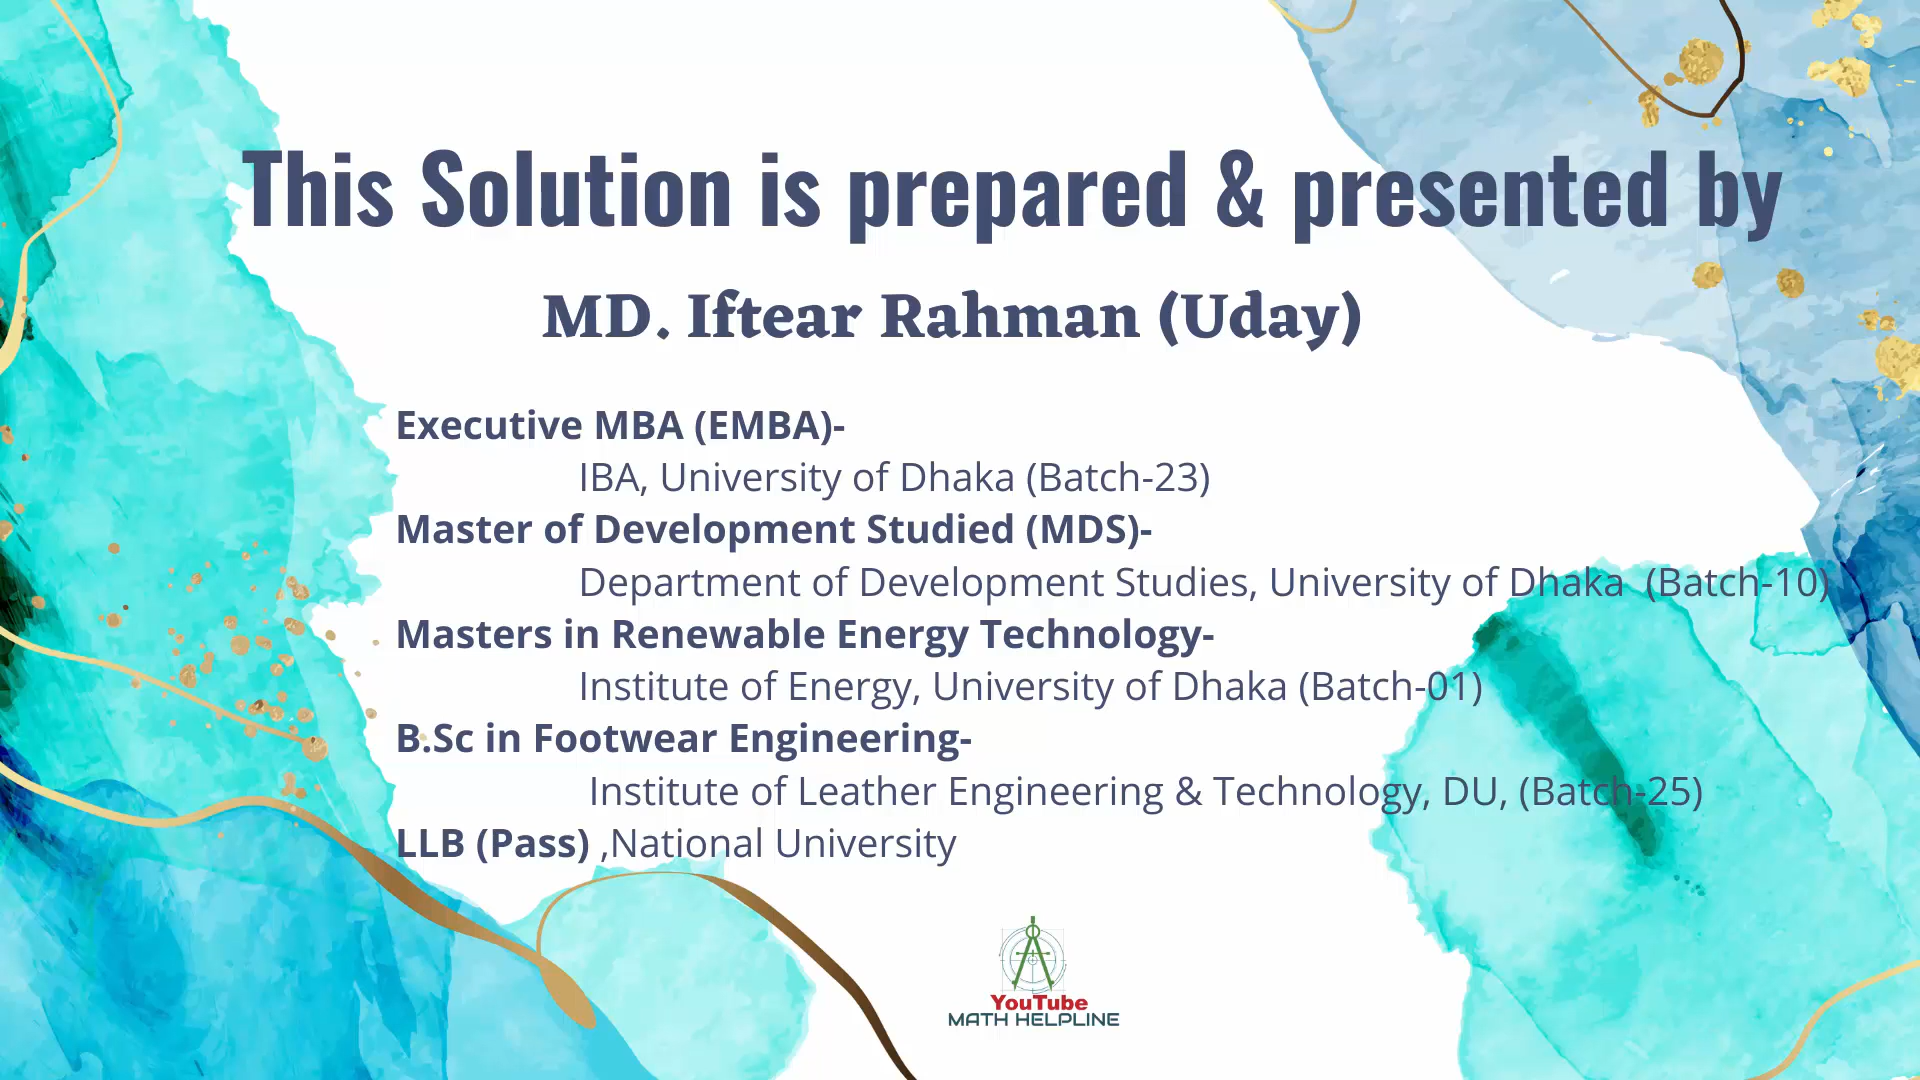 This Solution is prepared & presented by
MD. Iftear Rahman (Uday)
Executive MBA (EMBA)-
IBA, University of Dhaka (Batch-23)
Master of Development Studied (MDS)-
Department of Development Studies, University of Dhaka (Batch-10)
Masters in Renewable Energy Technology-
Institute of Energy, University of Dhaka (Batch-01)
B.Sc in Footwear Engineering-
Institute of Leather Engineering & Technology, DU, (Batch-25)
LLB (Pass) ,National University
YouTube
MATH HELPLINE